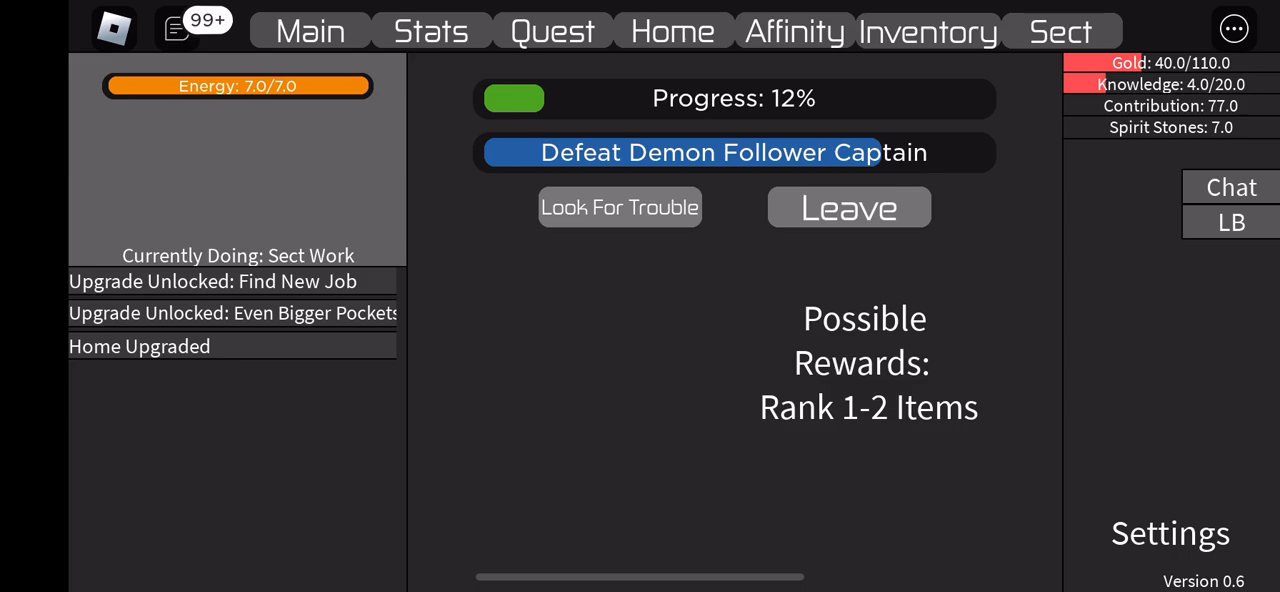 99+
Main
Stats
Quest
Home
Affinity
Inventory
Sect
Energy: 7.0/7.0
Currently Doing: Sect Work
Upgrade Unlocked: Find New Job
Upgrade Unlocked: Even Bigger Pockets
Home Upgraded
Progress: 12%
Defeat Demon Follower Captain
Look For Trouble
Leave
Possible
Rewards:
Rank 1-2 Items
Gold: 40.0/110.0
Knowledge: 4.0/20.0
Contribution: 77.0
Spirit Stones: 7.0
Chat
LB
Settings
Version 0.6